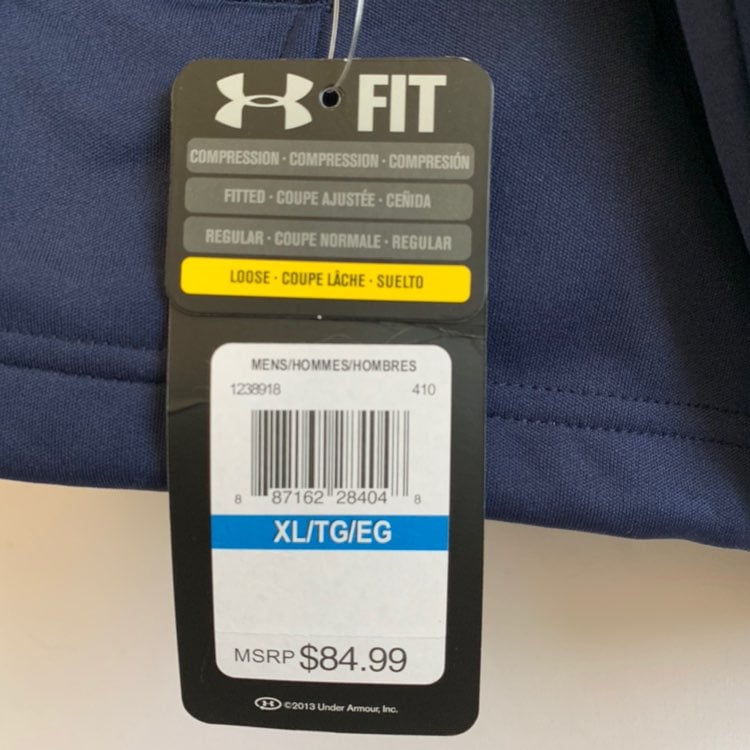 FIT
COMPRESSION · COMPRESSION · COMPRESIÓN
FITTED · COUPE AJUSTÉE · CEÑIDA
REGULAR · COUPE NORMALE · REGULAR
LOOSE · COUPE LÂCHE · SUELTO
MENS/HOMMES/HOMBRES
1238918 410
8 87162 28404 8
XL/TG/EG
MSRP $84.99
©2013 Under Armour, Inc.